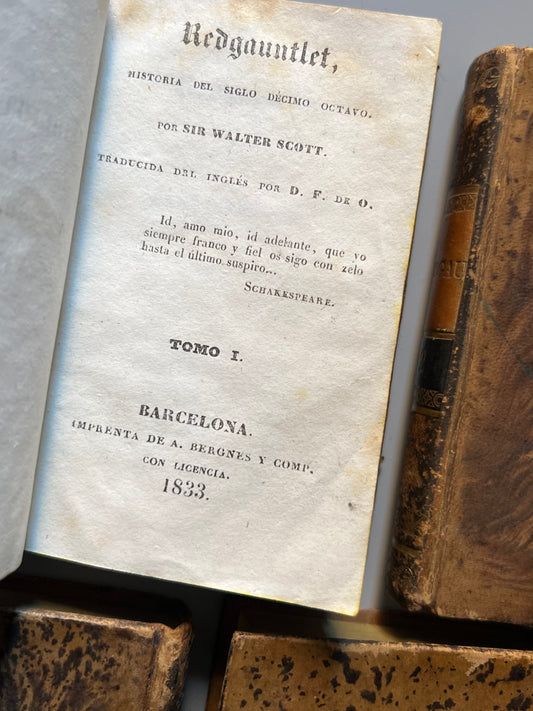 Redgauntlet,
HISTORIA DEL SIGLO DÉCIMO OCTAVO.
POR SIR WALTER SCOTT.
TRADUCIDA DEL INGLÉS POR D. F. DE O.
Id, amo mio, id adelante, que yo
siempre franco y fiel os sigo con zelo
hasta el último suspiro...
SCHAKESPEARE.
TOMO I.
BARCELONA.
IMPRENTA DE A. BERGNES Y COMP.
CON LICENCIA.
1833.